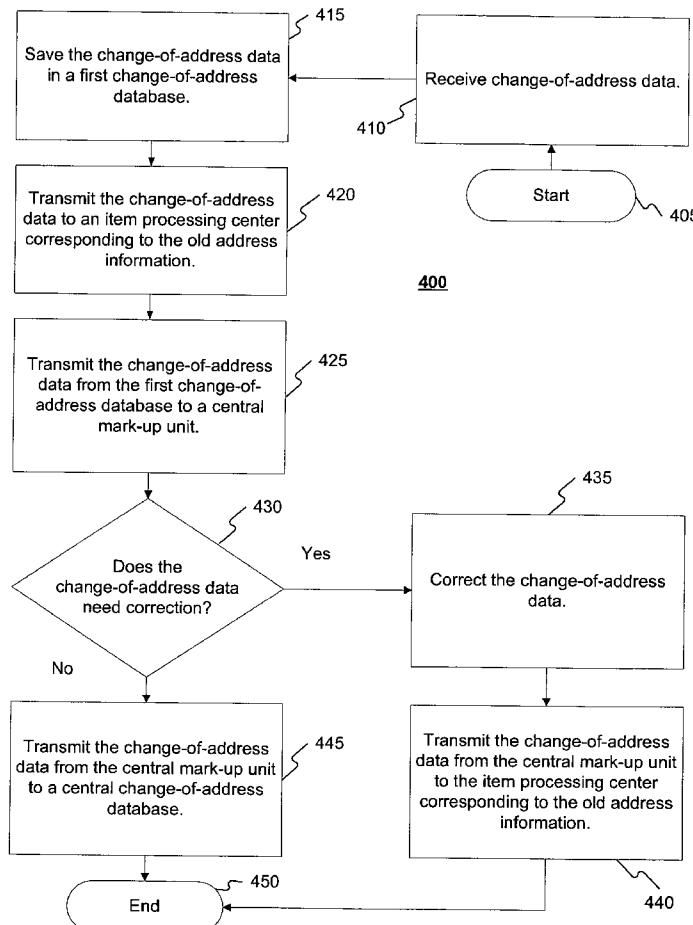 415
Save the change-of-address data
in a first change-of-address
database.
Receive change-of-address data.
410
Start
405
Transmit the change-of-address
data to an item processing center
corresponding to the old address
information.
420
400
Transmit the change-of-address
data from the first change-of-
address database to a central
mark-up unit.
425
430
Does the
change-of-address data
need correction?
Yes
No
435
Correct the change-of-address
data.
Transmit the change-of-address
data from the central mark-up unit
to a central change-of-address
database.
445
Transmit the change-of-address
data from the central mark-up unit
to the item processing center
corresponding to the old address
information.
440
450
End